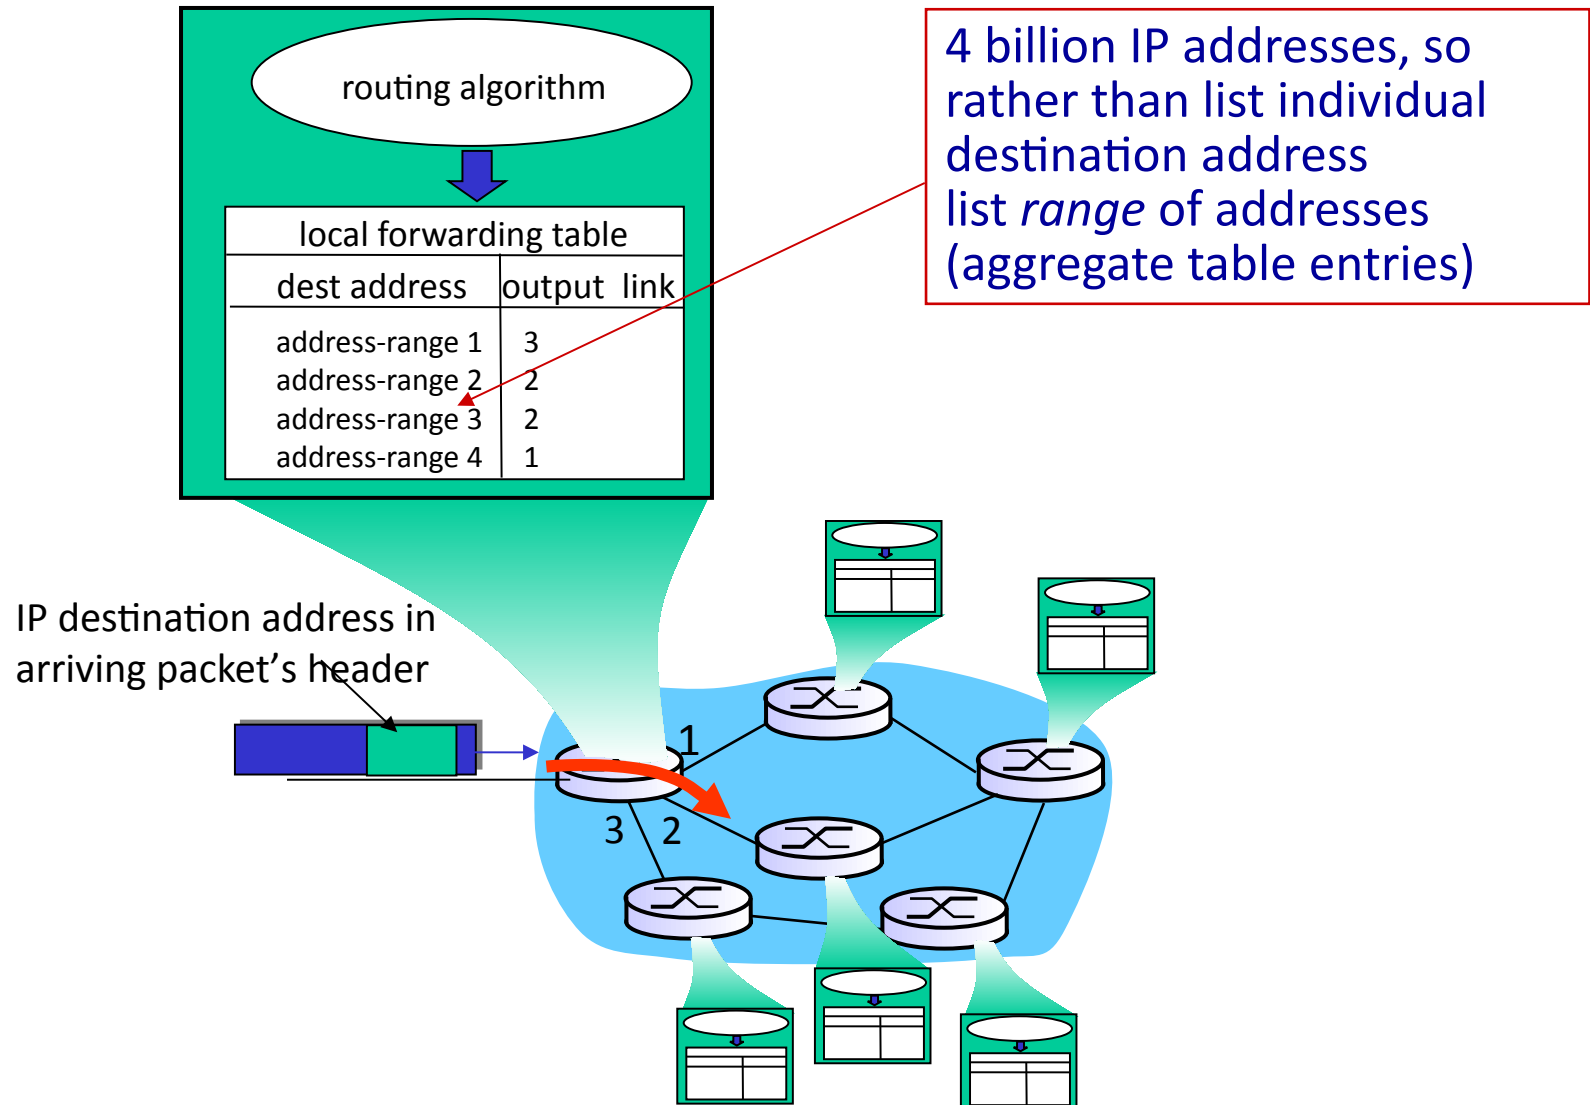 routing algorithm
local forwarding table
dest address output link
address-range 1 3
address-range 2 2
address-range 3 2
address-range 4 1
4 billion IP addresses, so
rather than list individual
destination address
list range of addresses
(aggregate table entries)
IP destination address in
arriving packet’s header
1
3 2